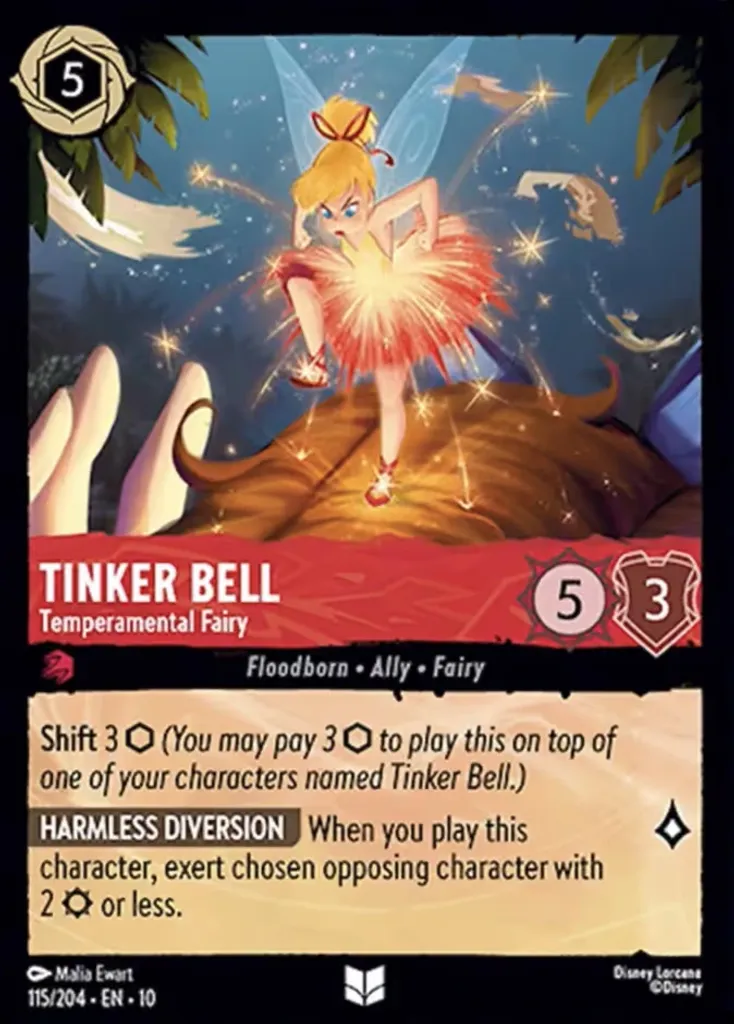 5
TINKER BELL
Temperamental Fairy
5
3
Floodborn • Ally • Fairy
Shift 3 ⬡ (You may pay 3 ⬡ to play this on top of
one of your characters named Tinker Bell.)
HARMLESS DIVERSION When you play this
character, exert chosen opposing character with
2 ¤ or less.
Malia Ewart
Disney Lorcana
115/204 • EN • 10
©Disney